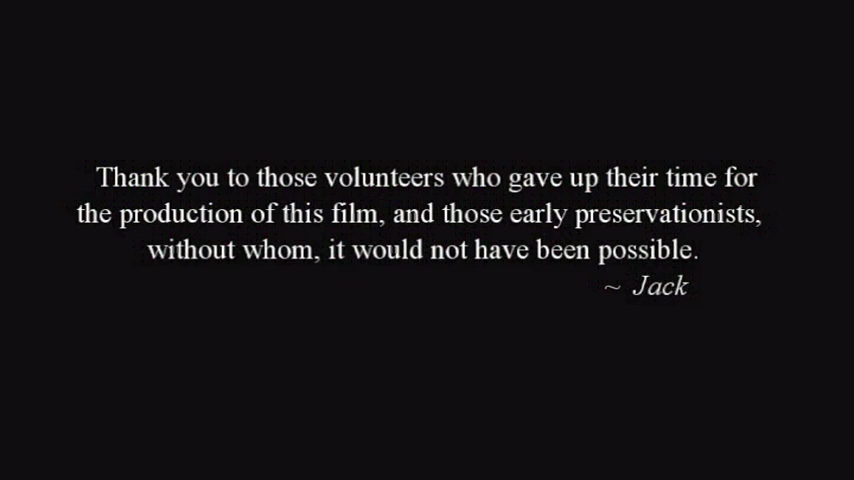 Thank you to those volunteers who gave up their time for
the production of this film, and those early preservationists,
without whom, it would not have been possible.
~ Jack